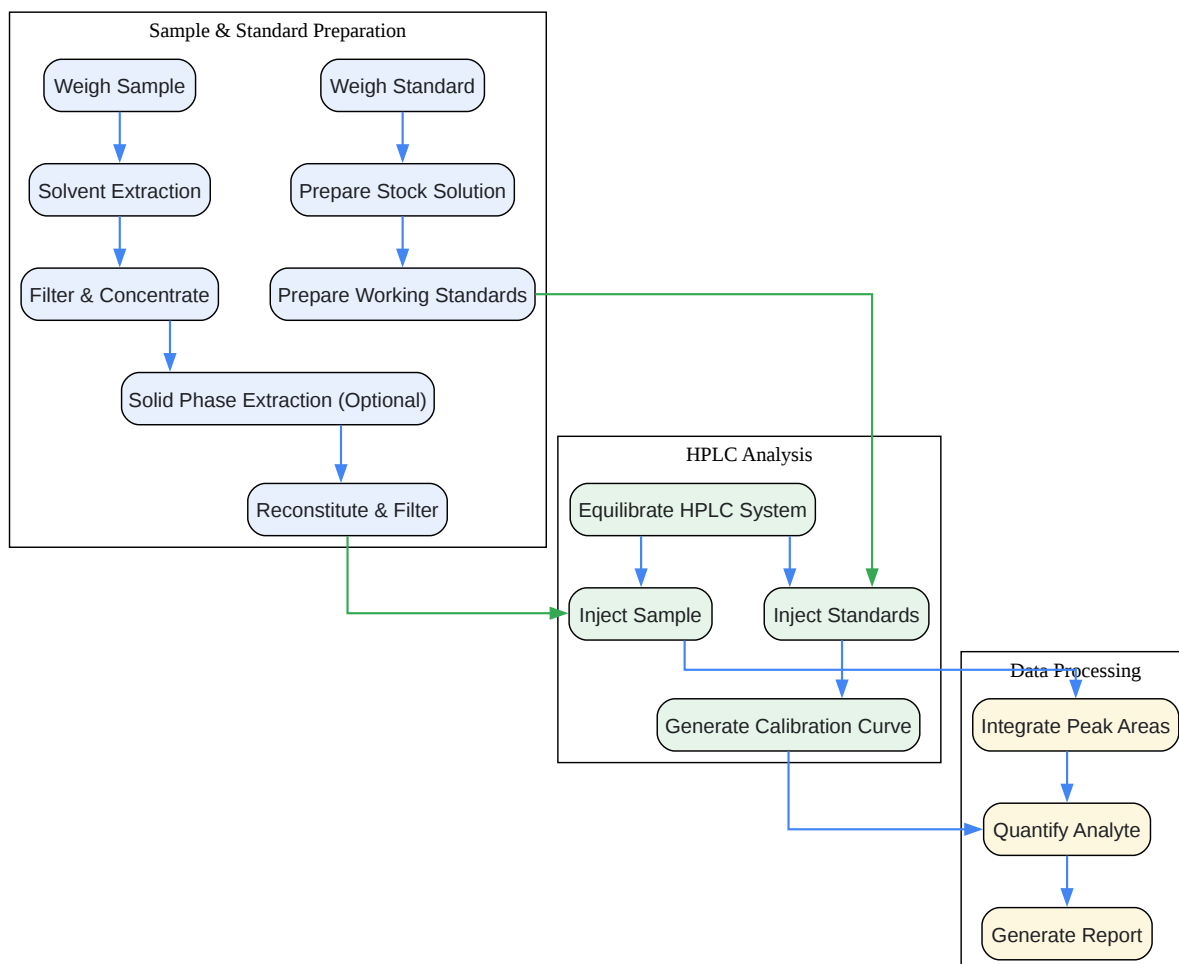 Sample & Standard Preparation
Weigh Sample
Weigh Standard
Solvent Extraction
Prepare Stock Solution
Filter & Concentrate
Prepare Working Standards
Solid Phase Extraction (Optional)
Reconstitute & Filter
HPLC Analysis
Equilibrate HPLC System
Inject Sample
Inject Standards
Generate Calibration Curve
Data Processing
Integrate Peak Areas
Quantify Analyte
Generate Report